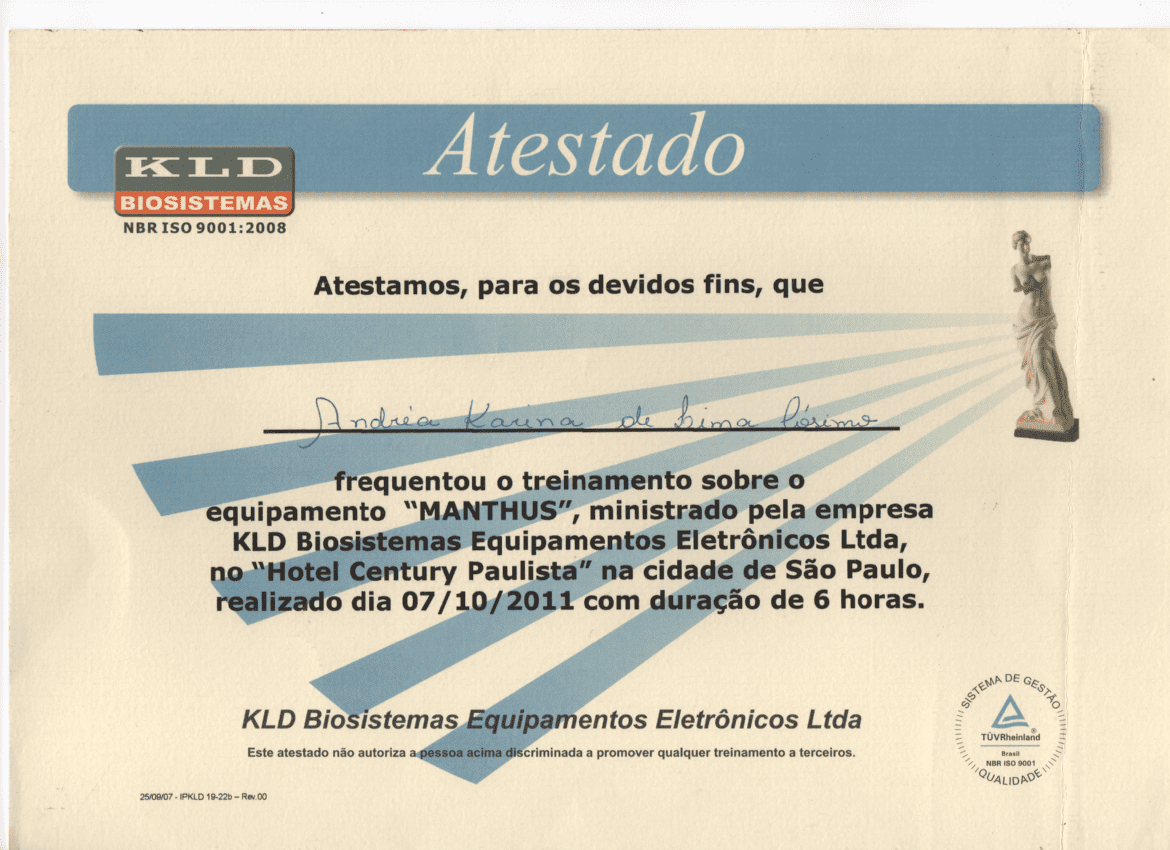 Atestado
KLD
BIOSISTEMAS
NBR ISO 9001:2008
Atestamos, para os devidos fins, que
Andréa Karina de Lima Cósimo
frequentou o treinamento sobre o
equipamento "MANTHUS", ministrado pela empresa
KLD Biosistemas Equipamentos Eletrônicos Ltda,
no "Hotel Century Paulista" na cidade de São Paulo,
realizado dia 07/10/2011 com duração de 6 horas.
KLD Biosistemas Equipamentos Eletrônicos Ltda
Este atestado não autoriza a pessoa acima discriminada a promover qualquer treinamento a terceiros.
SISTEMA DE GESTÃO
TÜVRheinland®
Brasil
NBR ISO 9001
QUALIDADE
25/09/07 - IPKLD 19-22b – Rev.00